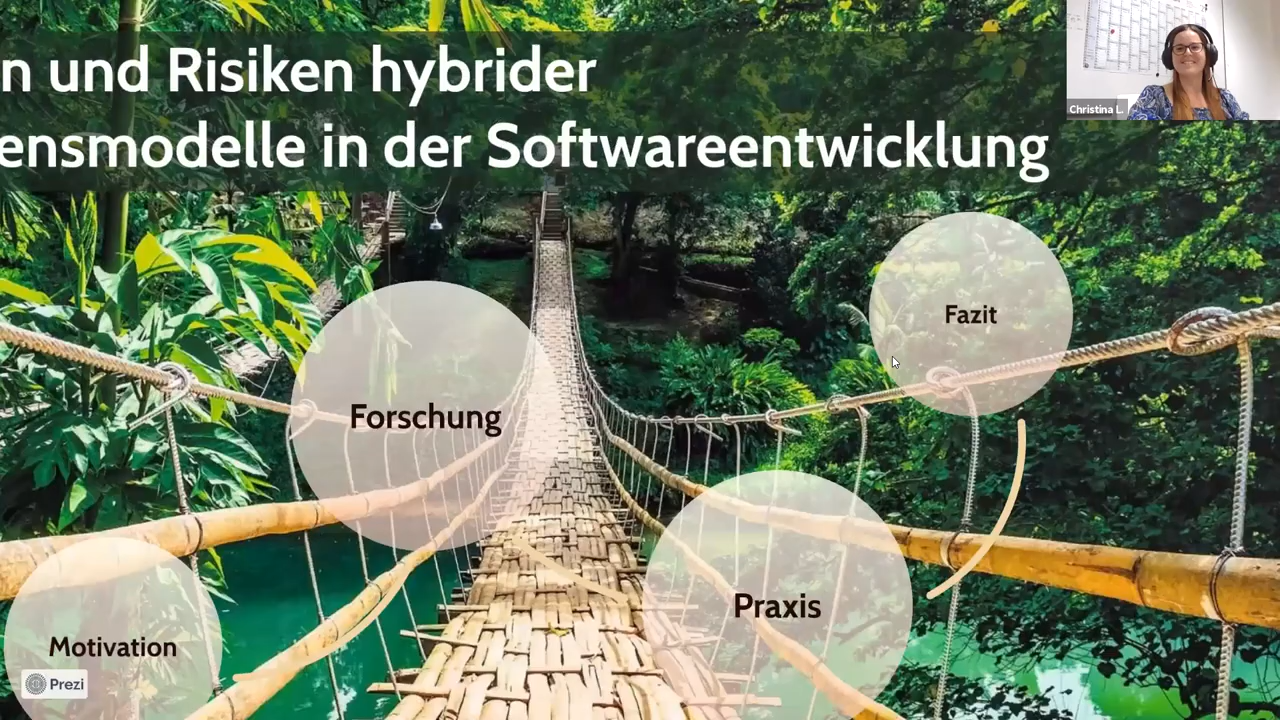 n und Risiken hybrider
ensmodelle in der Softwareentwicklung
Christina L.
Fazit
Forschung
Praxis
Motivation
Prezi